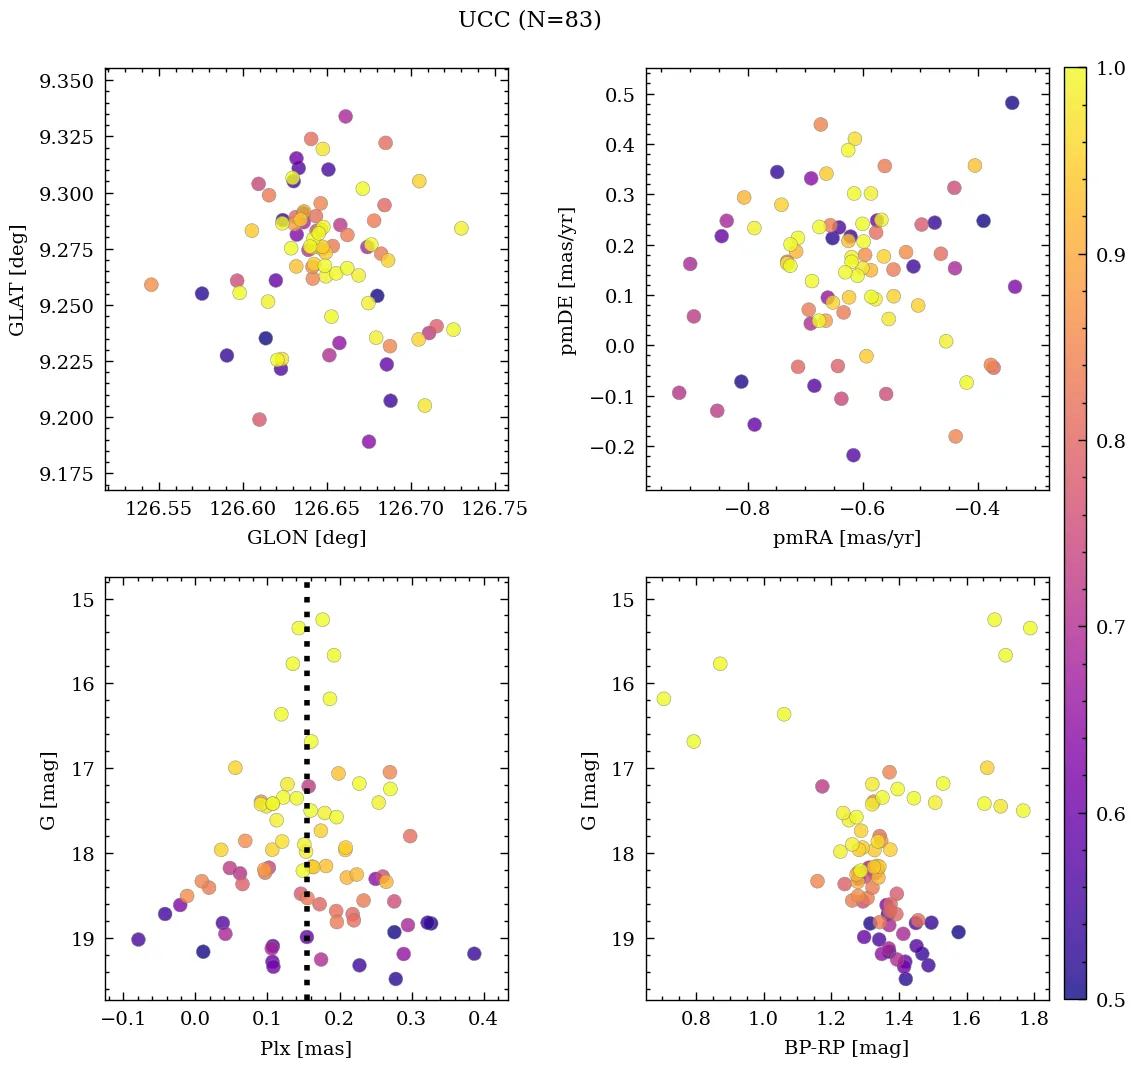 UCC (N=83)
9.350
9.325
9.300
9.275
9.250
9.225
9.200
9.175
GLAT [deg]
126.55 126.60 126.65 126.70 126.75
GLON [deg]
0.5
0.4
0.3
0.2
0.1
0.0
−0.1
−0.2
pmDE [mas/yr]
−0.8 −0.6 −0.4
pmRA [mas/yr]
15
16
17
18
19
G [mag]
−0.1 0.0 0.1 0.2 0.3 0.4
Plx [mas]
15
16
17
18
19
G [mag]
0.8 1.0 1.2 1.4 1.6 1.8
BP-RP [mag]
1.0
0.9
0.8
0.7
0.6
0.5